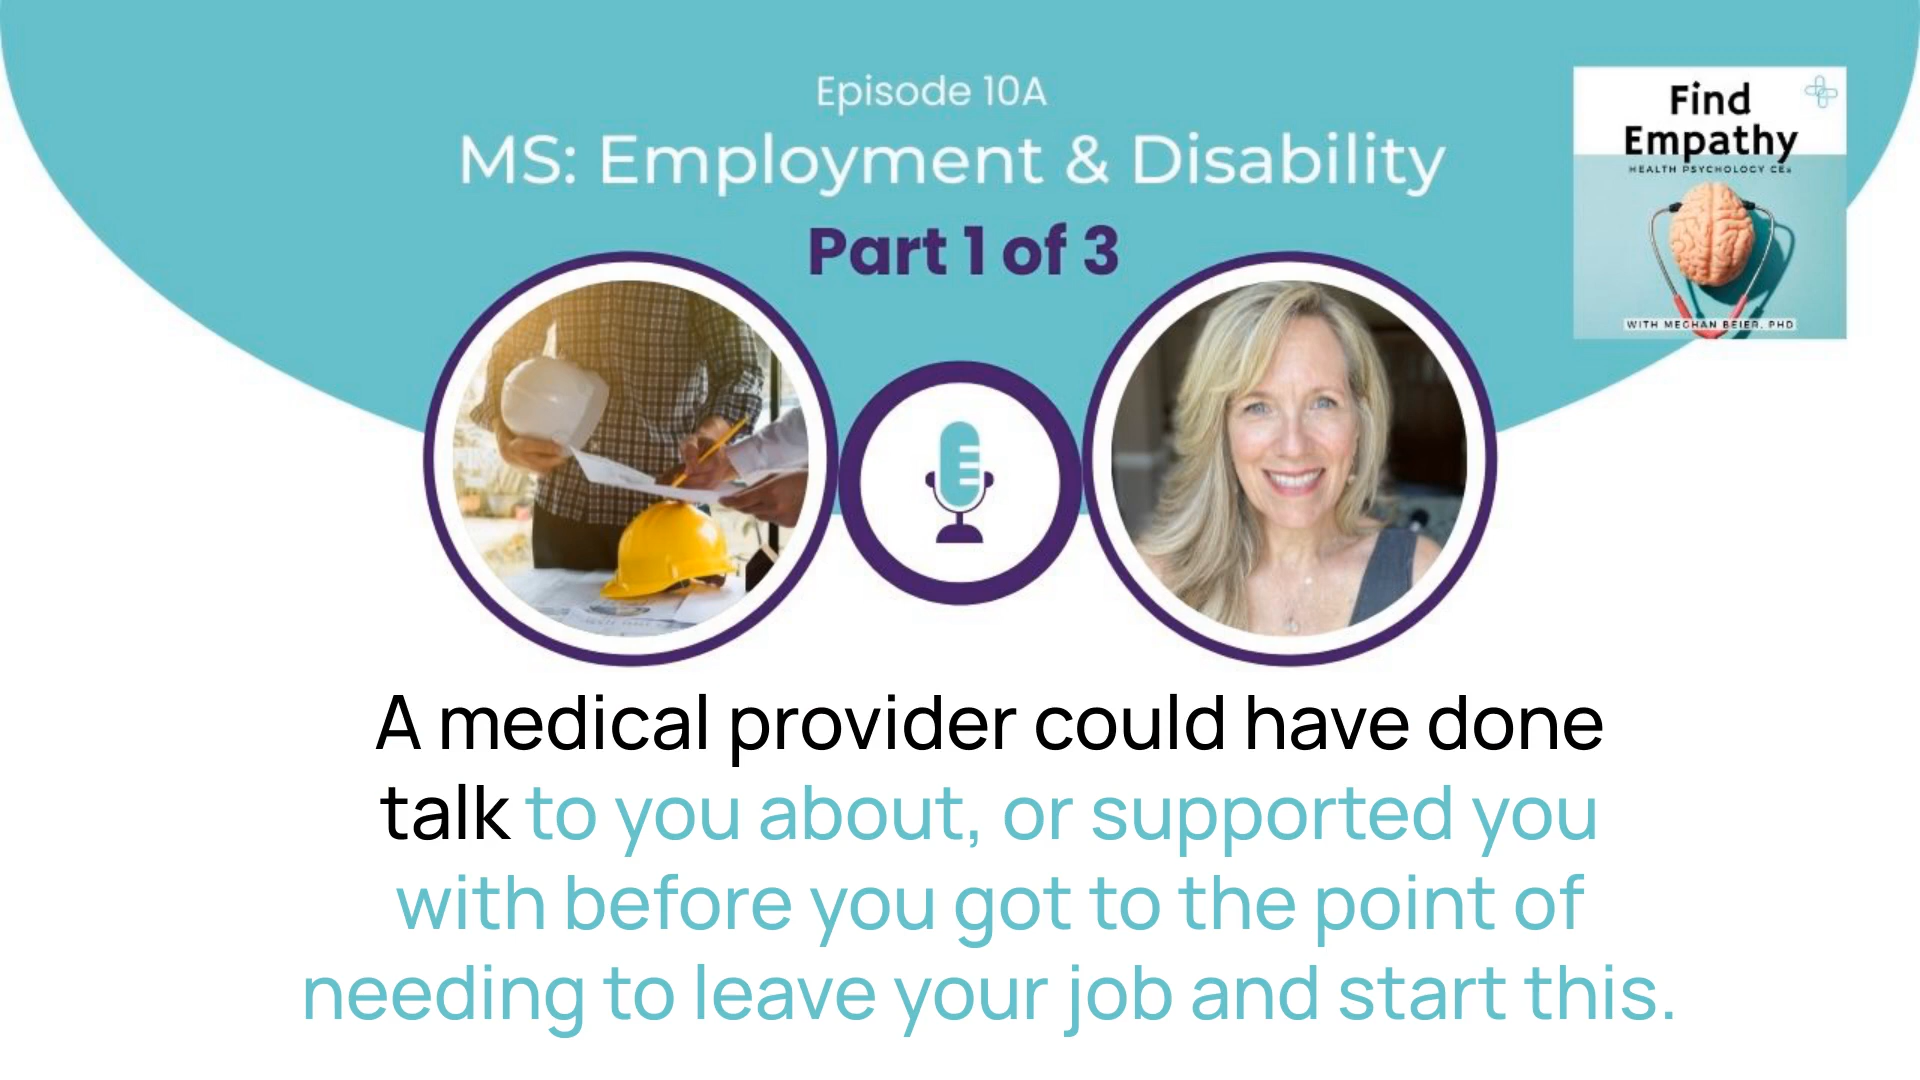 Episode 10A
MS: Employment & Disability
Part 1 of 3
Find
Empathy
HEALTH PSYCHOLOGY CEs
WITH MEGHAN BEIER, PHD
A medical provider could have done
talk to you about, or supported you
with before you got to the point of
needing to leave your job and start this.